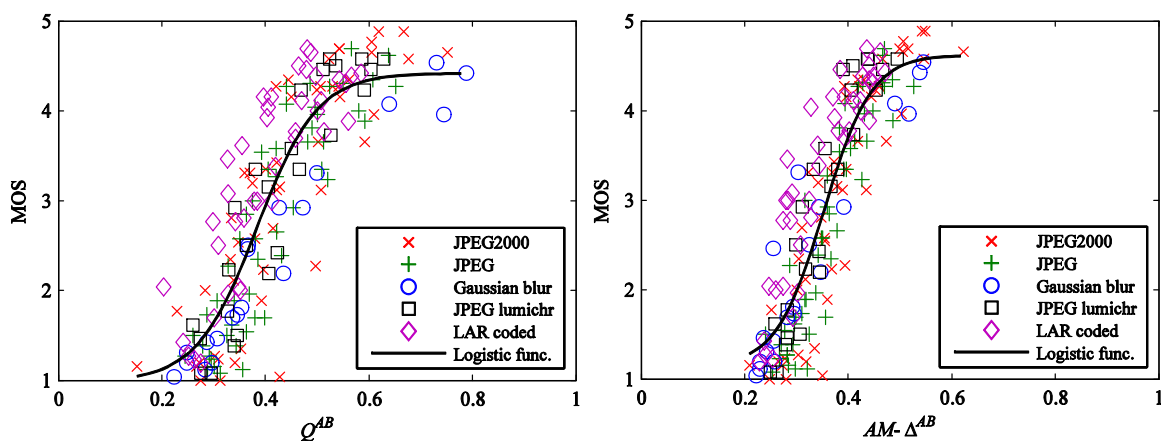 5
4
3
2
1
MOS
0
0.2
0.4
0.6
0.8
1
Q^AB
JPEG2000
JPEG
Gaussian blur
JPEG lumichr
LAR coded
Logistic func.
5
4
3
2
1
MOS
0
0.2
0.4
0.6
0.8
1
AM- Δ^AB
JPEG2000
JPEG
Gaussian blur
JPEG lumichr
LAR coded
Logistic func.